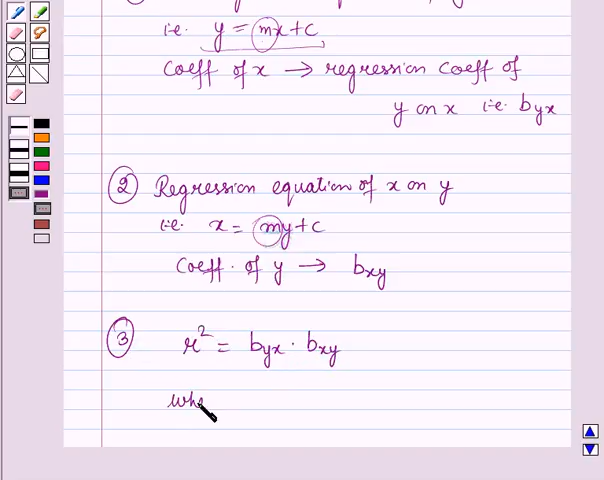 i.e. y = mx+c
Coeff of x → regression coeff of
y on x i.e. byx
② Regression equation of x on y
i.e. x = my+c
Coeff. of y → bxy
③ r² = byx · bxy
whe